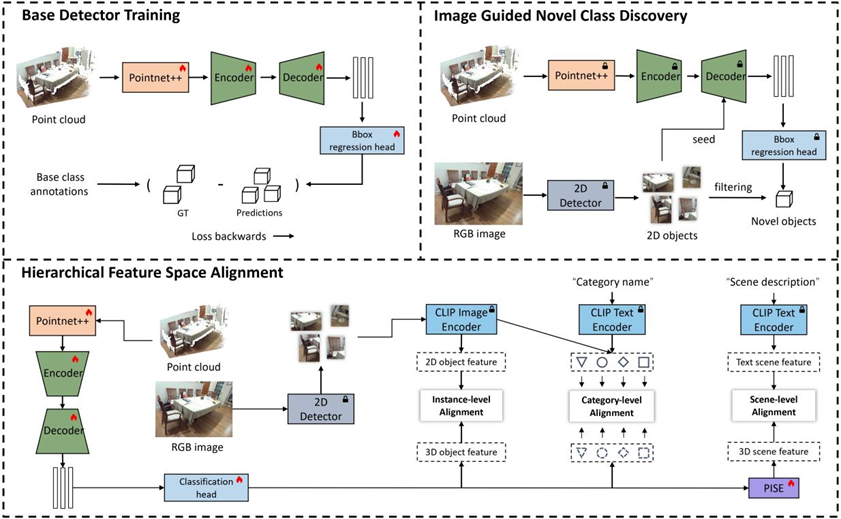 Base Detector Training
Pointnet++
Encoder
Decoder
Point cloud
Bbox
regression head
Base class
annotations
(
-
)
GT
Predictions
Loss backwards
Image Guided Novel Class Discovery
Pointnet++
Encoder
Decoder
Point cloud
seed
Bbox
regression head
2D
Detector
filtering
RGB image
2D objects
Novel objects
Hierarchical Feature Space Alignment
"Category name"
"Scene description"
Pointnet++
CLIP Image
Encoder
CLIP Text
Encoder
CLIP Text
Encoder
Point cloud
Encoder
2D object feature
Text scene feature
2D
Detector
Instance-level
Alignment
Category-level
Alignment
Scene-level
Alignment
Decoder
RGB image
3D object feature
3D scene feature
Classification
head
PISE